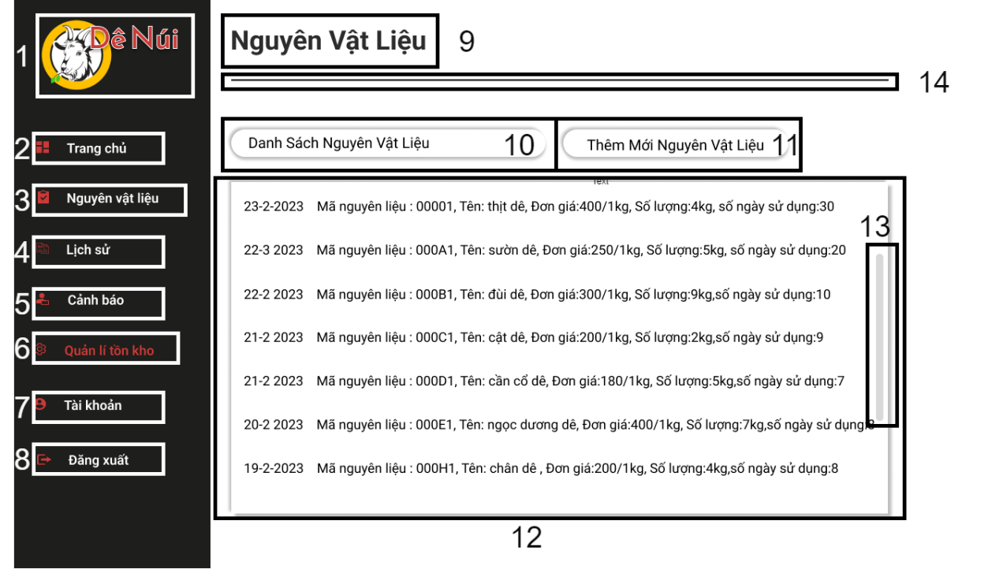 1
Dê Núi
2
Trang chủ
3
Nguyên vật liệu
4
Lịch sử
5
Cảnh báo
6
Quản lí tồn kho
7
Tài khoản
8
Đăng xuất
Nguyên Vật Liệu 9
14
Danh Sách Nguyên Vật Liệu 10
Thêm Mới Nguyên Vật Liệu 11
Text
23-2-2023 Mã nguyên liệu : 00001, Tên: thịt dê, Đơn giá:400/1kg, Số lượng:4kg, số ngày sử dụng:30
13
22-3 2023 Mã nguyên liệu : 000A1, Tên: sườn dê, Đơn giá:250/1kg, Số lượng:5kg, số ngày sử dụng:20
22-2 2023 Mã nguyên liệu : 000B1, Tên: đùi dê, Đơn giá:300/1kg, Số lượng:9kg,số ngày sử dụng:10
21-2 2023 Mã nguyên liệu : 000C1, Tên: cật dê, Đơn giá:200/1kg, Số lượng:2kg,số ngày sử dụng:9
21-2 2023 Mã nguyên liệu : 000D1, Tên: cần cổ dê, Đơn giá:180/1kg, Số lượng:5kg,số ngày sử dụng:7
20-2 2023 Mã nguyên liệu : 000E1, Tên: ngọc dương dê, Đơn giá:400/1kg, Số lượng:7kg,số ngày sử dụng:8
19-2-2023 Mã nguyên liệu : 000H1, Tên: chân dê , Đơn giá:200/1kg, Số lượng:4kg,số ngày sử dụng:8
12